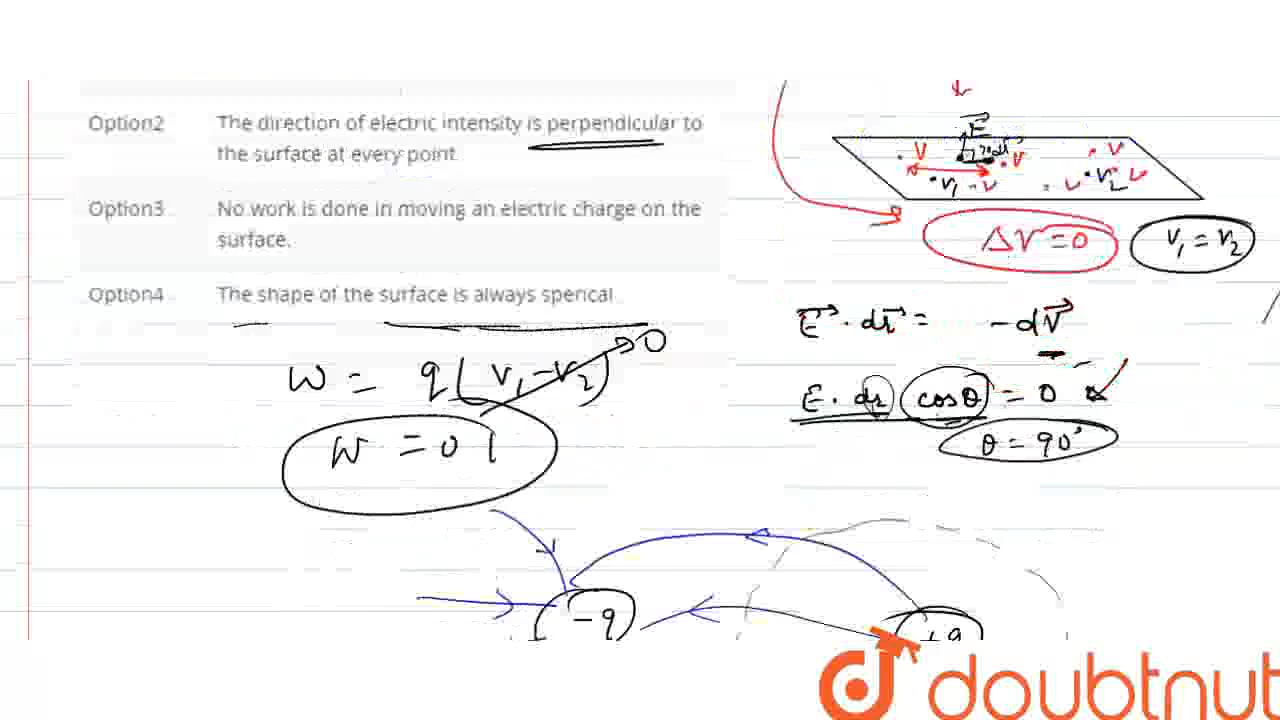 Option2 The direction of electric intensity is perpendicular to
the surface at every point.
Option3 No work is done in moving an electric charge on the
surface.
Option4 The shape of the surface is always sperical
W = q(V₁-V₂) 0
W = 0
E
V V V
V₁ V V V₂ V
ΔV=0 V₁=V₂
E⃗·dr⃗ = -dV⃗
E·dr cosθ = 0
θ=90°
-q +q
doubtnut